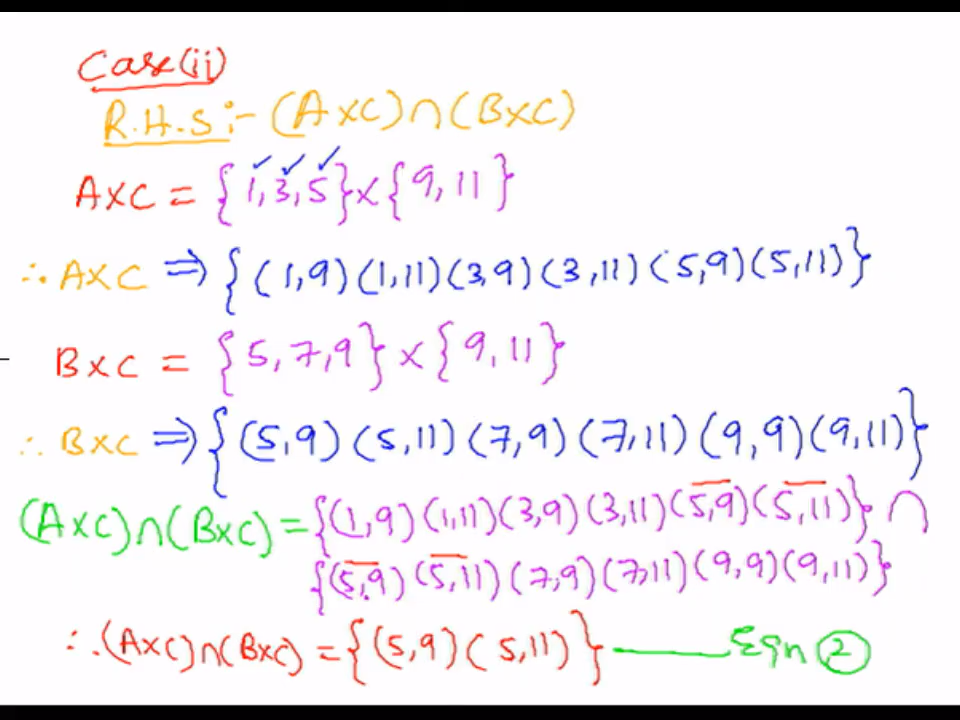 Case(ii)
R.H.S:- (A×C)∩(B×C)
A×C = {1,3,5}×{9,11}
∴ A×C ⇒ {(1,9)(1,11)(3,9)(3,11)(5,9)(5,11)}
B×C = {5,7,9}×{9,11}
∴ B×C ⇒ {(5,9)(5,11)(7,9)(7,11)(9,9)(9,11)}
(A×C)∩(B×C) = {(1,9)(1,11)(3,9)(3,11)(5,9)(5,11)} ∩
{(5,9)(5,11)(7,9)(7,11)(9,9)(9,11)}
∴ (A×C)∩(B×C) = {(5,9)(5,11)} — Eqn 2